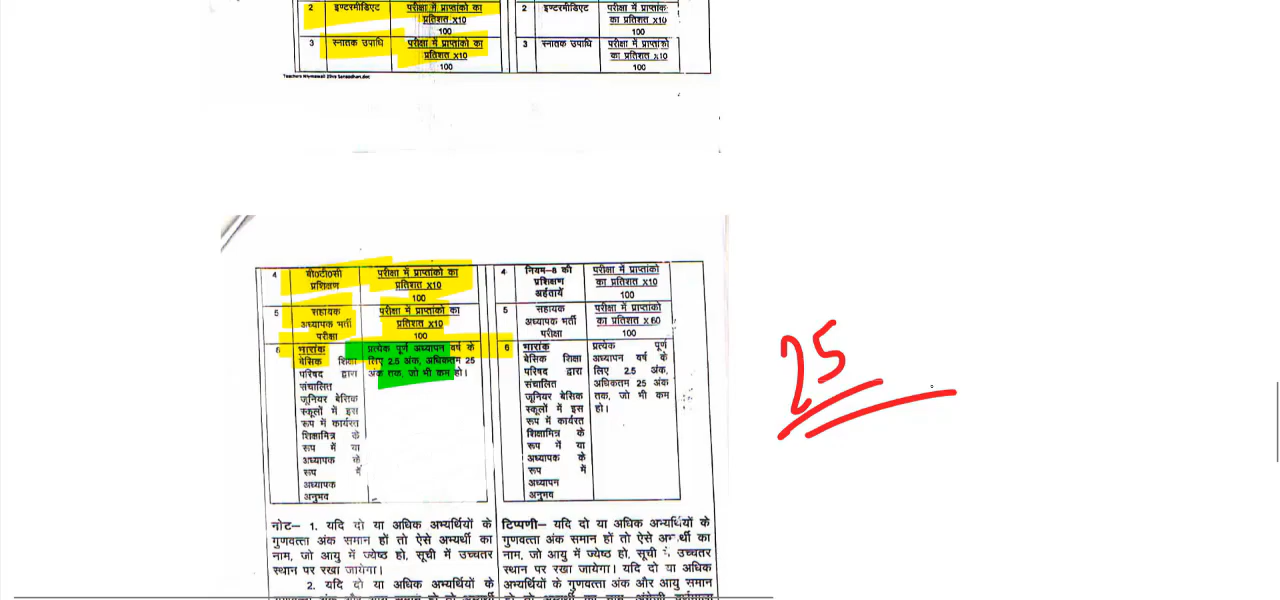 2 इण्टरमीडिएट परीक्षा में प्राप्तांको का
प्रतिशत X10
100
3 स्नातक उपाधि परीक्षा में प्राप्तांको का
प्रतिशत X10
100
2 इण्टरमीडिएट परीक्षा में प्राप्तांक
का प्रतिशत X10
100
3 स्नातक उपाधि परीक्षा में प्राप्तांको
का प्रतिशत X10
100
4 बी०टी०सी परीक्षा में प्राप्तांको का
प्रशिक्षण प्रतिशत X10
100
5 सहायक परीक्षा में प्राप्तांको का
अध्यापक भर्ती प्रतिशत X10
परीक्षा 100
6 भारांक प्रत्येक पूर्ण अध्यापन वर्ष के
बेसिक शिक्षा लिए 2.5 अंक, अधिकतम 25
परिषद द्वारा अंक तक, जो भी कम हो।
संचालित
जूनियर बेसिक
स्कूलों में इस
रूप में कार्यरत
शिक्षामित्र के
रूप में या
अध्यापक के
रूप में
अध्यापक
अनुभव
4 नियम-8 की परीक्षा में प्राप्तांको
प्रशिक्षण का प्रतिशत X10
अर्हतायें 100
5 सहायक परीक्षा में प्राप्तांको
अध्यापक भर्ती का प्रतिशत X60
परीक्षा 100
6 भारांक प्रत्येक पूर्ण
बेसिक शिक्षा अध्यापन वर्ष के
परिषद द्वारा लिए 2.5 अंक,
संचालित अधिकतम 25 अंक
जूनियर बेसिक तक, जो भी कम
स्कूलों में इस हो।
रूप में कार्यरत
शिक्षामित्र के
रूप में या
अध्यापक के
रूप में
अध्यापन
अनुभव
25
नोट- 1. यदि दो या अधिक अभ्यर्थियों के
गुणवत्ता अंक समान हों तो ऐसे अभ्यर्थी का
नाम, जो आयु में ज्येष्ठ हो, सूची में उच्चतर
स्थान पर रखा जायेगा।
2. यदि दो या अधिक अभ्यर्थियों के
टिप्पणी- यदि दो या अधिक अभ्यर्थियों के
गुणवत्ता अंक समान हों तो ऐसे अभ्यर्थी का
नाम, जो आयु में ज्येष्ठ हो, सूची उच्चतर
स्थान पर रखा जायेगा। यदि दो या अधिक
अभ्यर्थियों के गुणवत्ता अंक और आयु समान